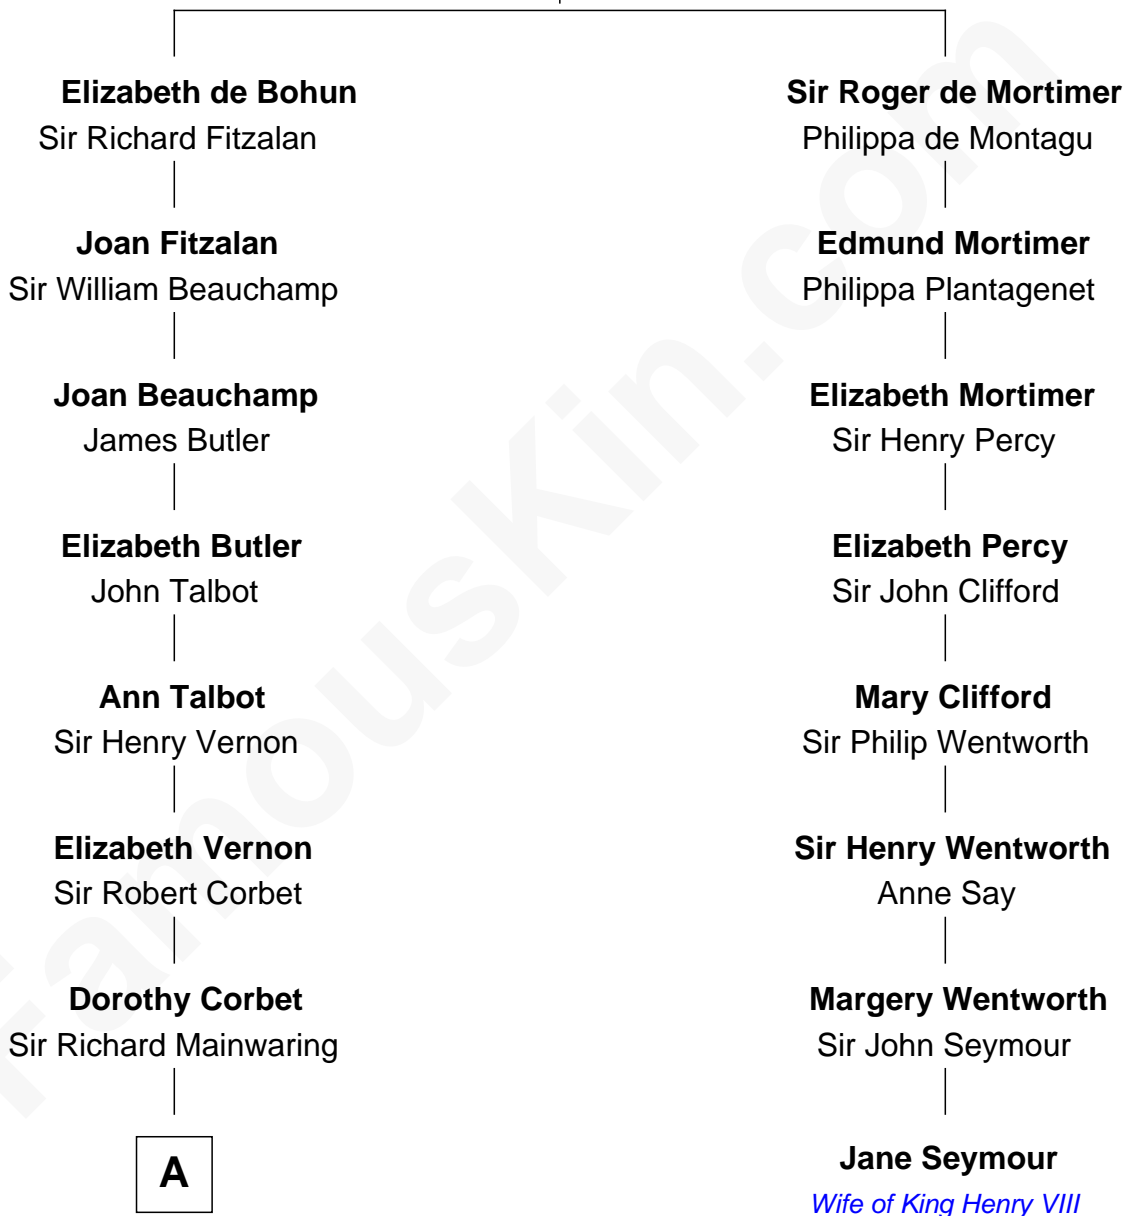 Elizabeth de Bohun
Sir Richard Fitzalan
Sir Roger de Mortimer
Philippa de Montagu
Joan Fitzalan
Sir William Beauchamp
Edmund Mortimer
Philippa Plantagenet
Joan Beauchamp
James Butler
Elizabeth Mortimer
Sir Henry Percy
Elizabeth Butler
John Talbot
Elizabeth Percy
Sir John Clifford
Ann Talbot
Sir Henry Vernon
Mary Clifford
Sir Philip Wentworth
Elizabeth Vernon
Sir Robert Corbet
Sir Henry Wentworth
Anne Say
Dorothy Corbet
Sir Richard Mainwaring
Margery Wentworth
Sir John Seymour
A
Jane Seymour
Wife of King Henry VIII
FamousKin.com